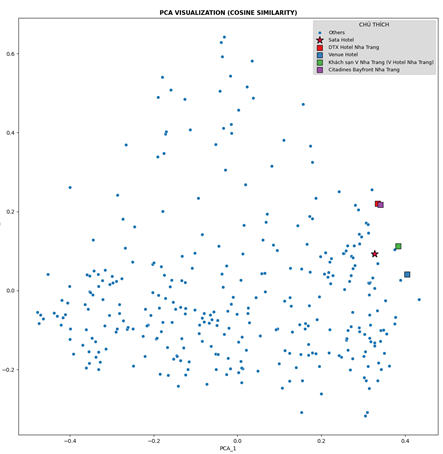 PCA VISUALIZATION (COSINE SIMILARITY)
CHÚ THÍCH
Others
Sata Hotel
DTX Hotel Nha Trang
Venue Hotel
Khách sạn V Nha Trang (V Hotel Nha Trang)
Citadines Bayfront Nha Trang
0.6
0.4
0.2
0.0
−0.2
−0.4
−0.2
0.0
0.2
0.4
PCA_1